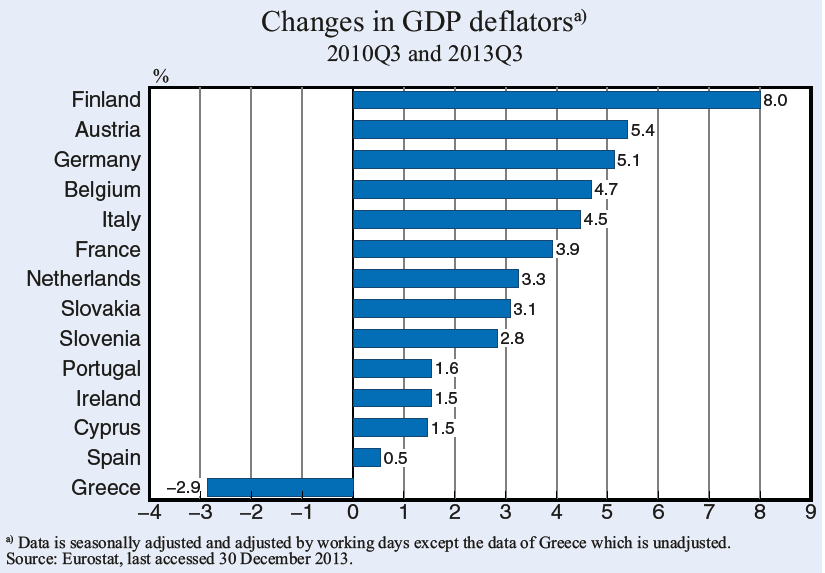 Changes in GDP deflators a)
2010Q3 and 2013Q3
%
Finland 8.0
Austria 5.4
Germany 5.1
Belgium 4.7
Italy 4.5
France 3.9
Netherlands 3.3
Slovakia 3.1
Slovenia 2.8
Portugal 1.6
Ireland 1.5
Cyprus 1.5
Spain 0.5
Greece −2.9
−4 −3 −2 −1 0 1 2 3 4 5 6 7 8 9
a) Data is seasonally adjusted and adjusted by working days except the data of Greece which is unadjusted.
Source: Eurostat, last accessed 30 December 2013.